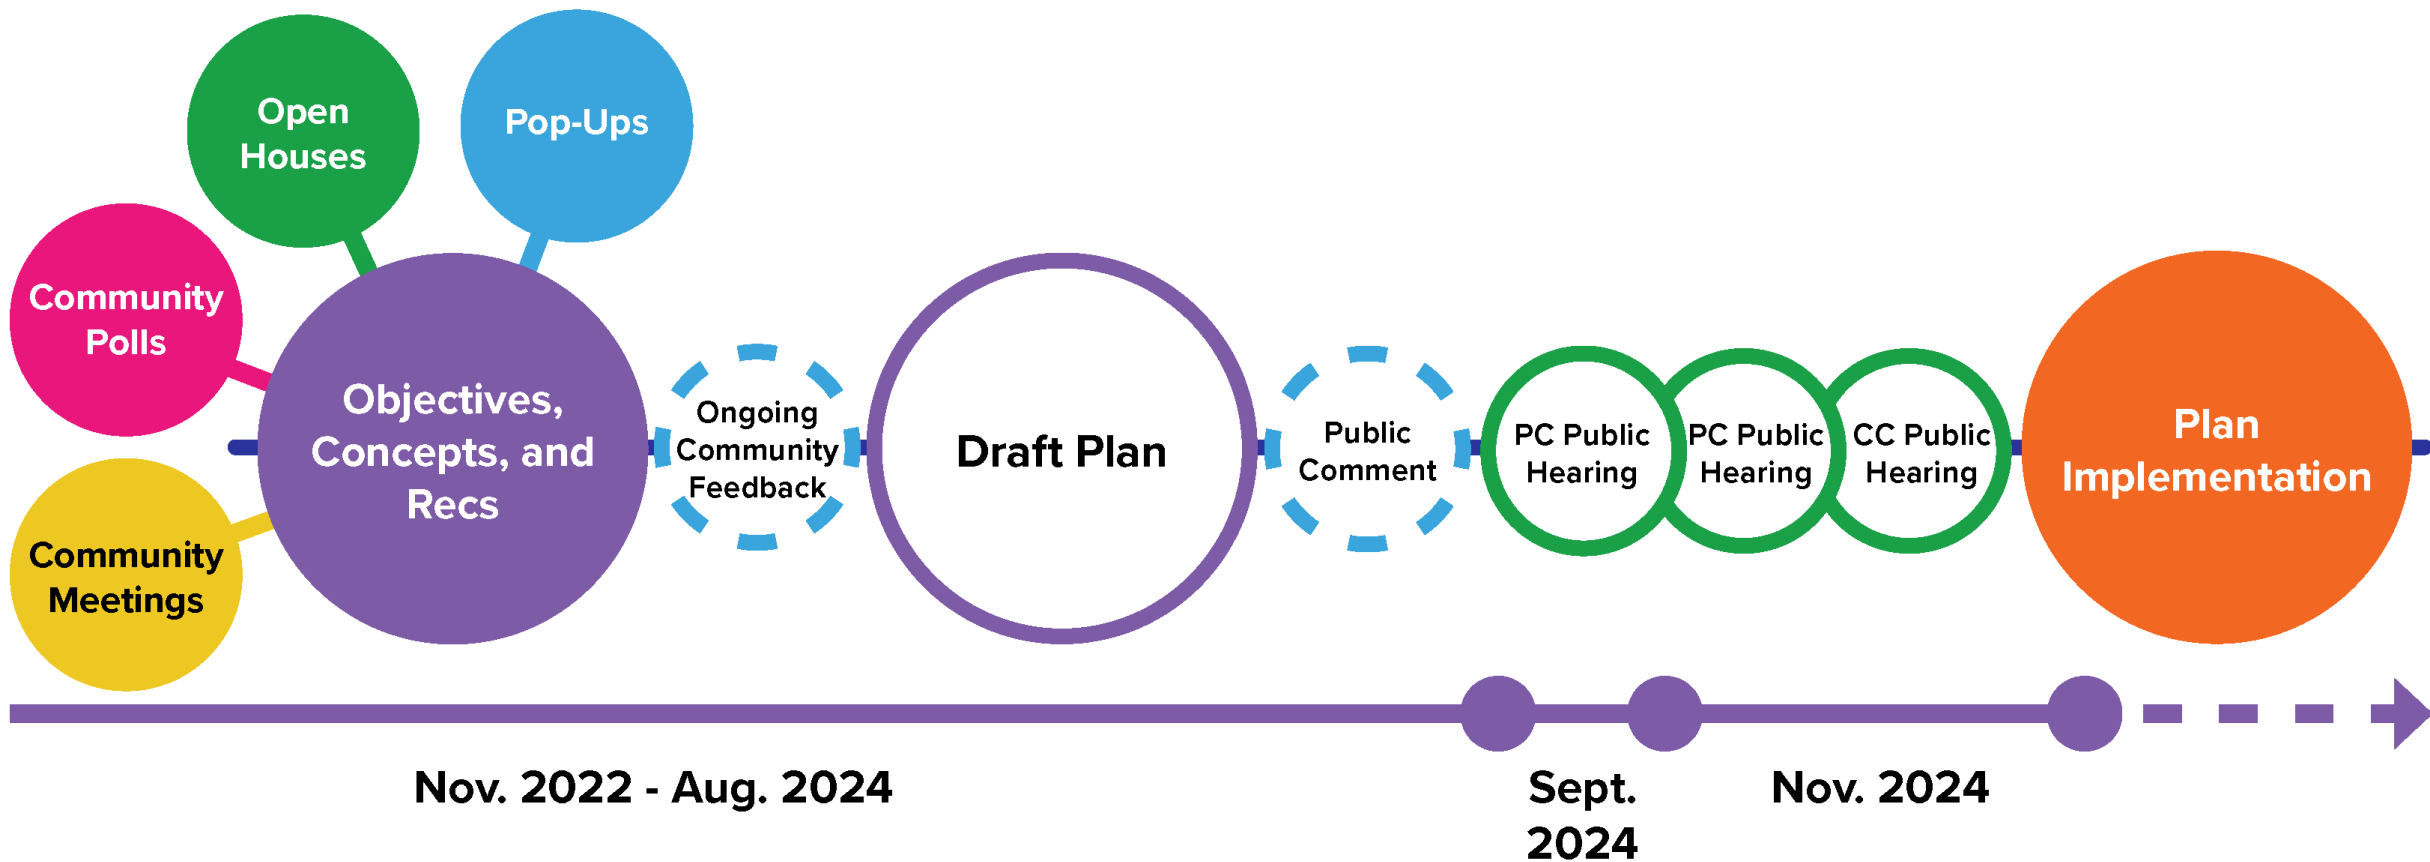 Open
Houses
Pop-Ups
Community
Polls
Community
Meetings
Objectives,
Concepts, and
Recs
Ongoing
Community
Feedback
Draft Plan
Public
Comment
PC Public
Hearing
PC Public
Hearing
CC Public
Hearing
Plan
Implementation
Nov. 2022 - Aug. 2024
Sept.
2024
Nov. 2024